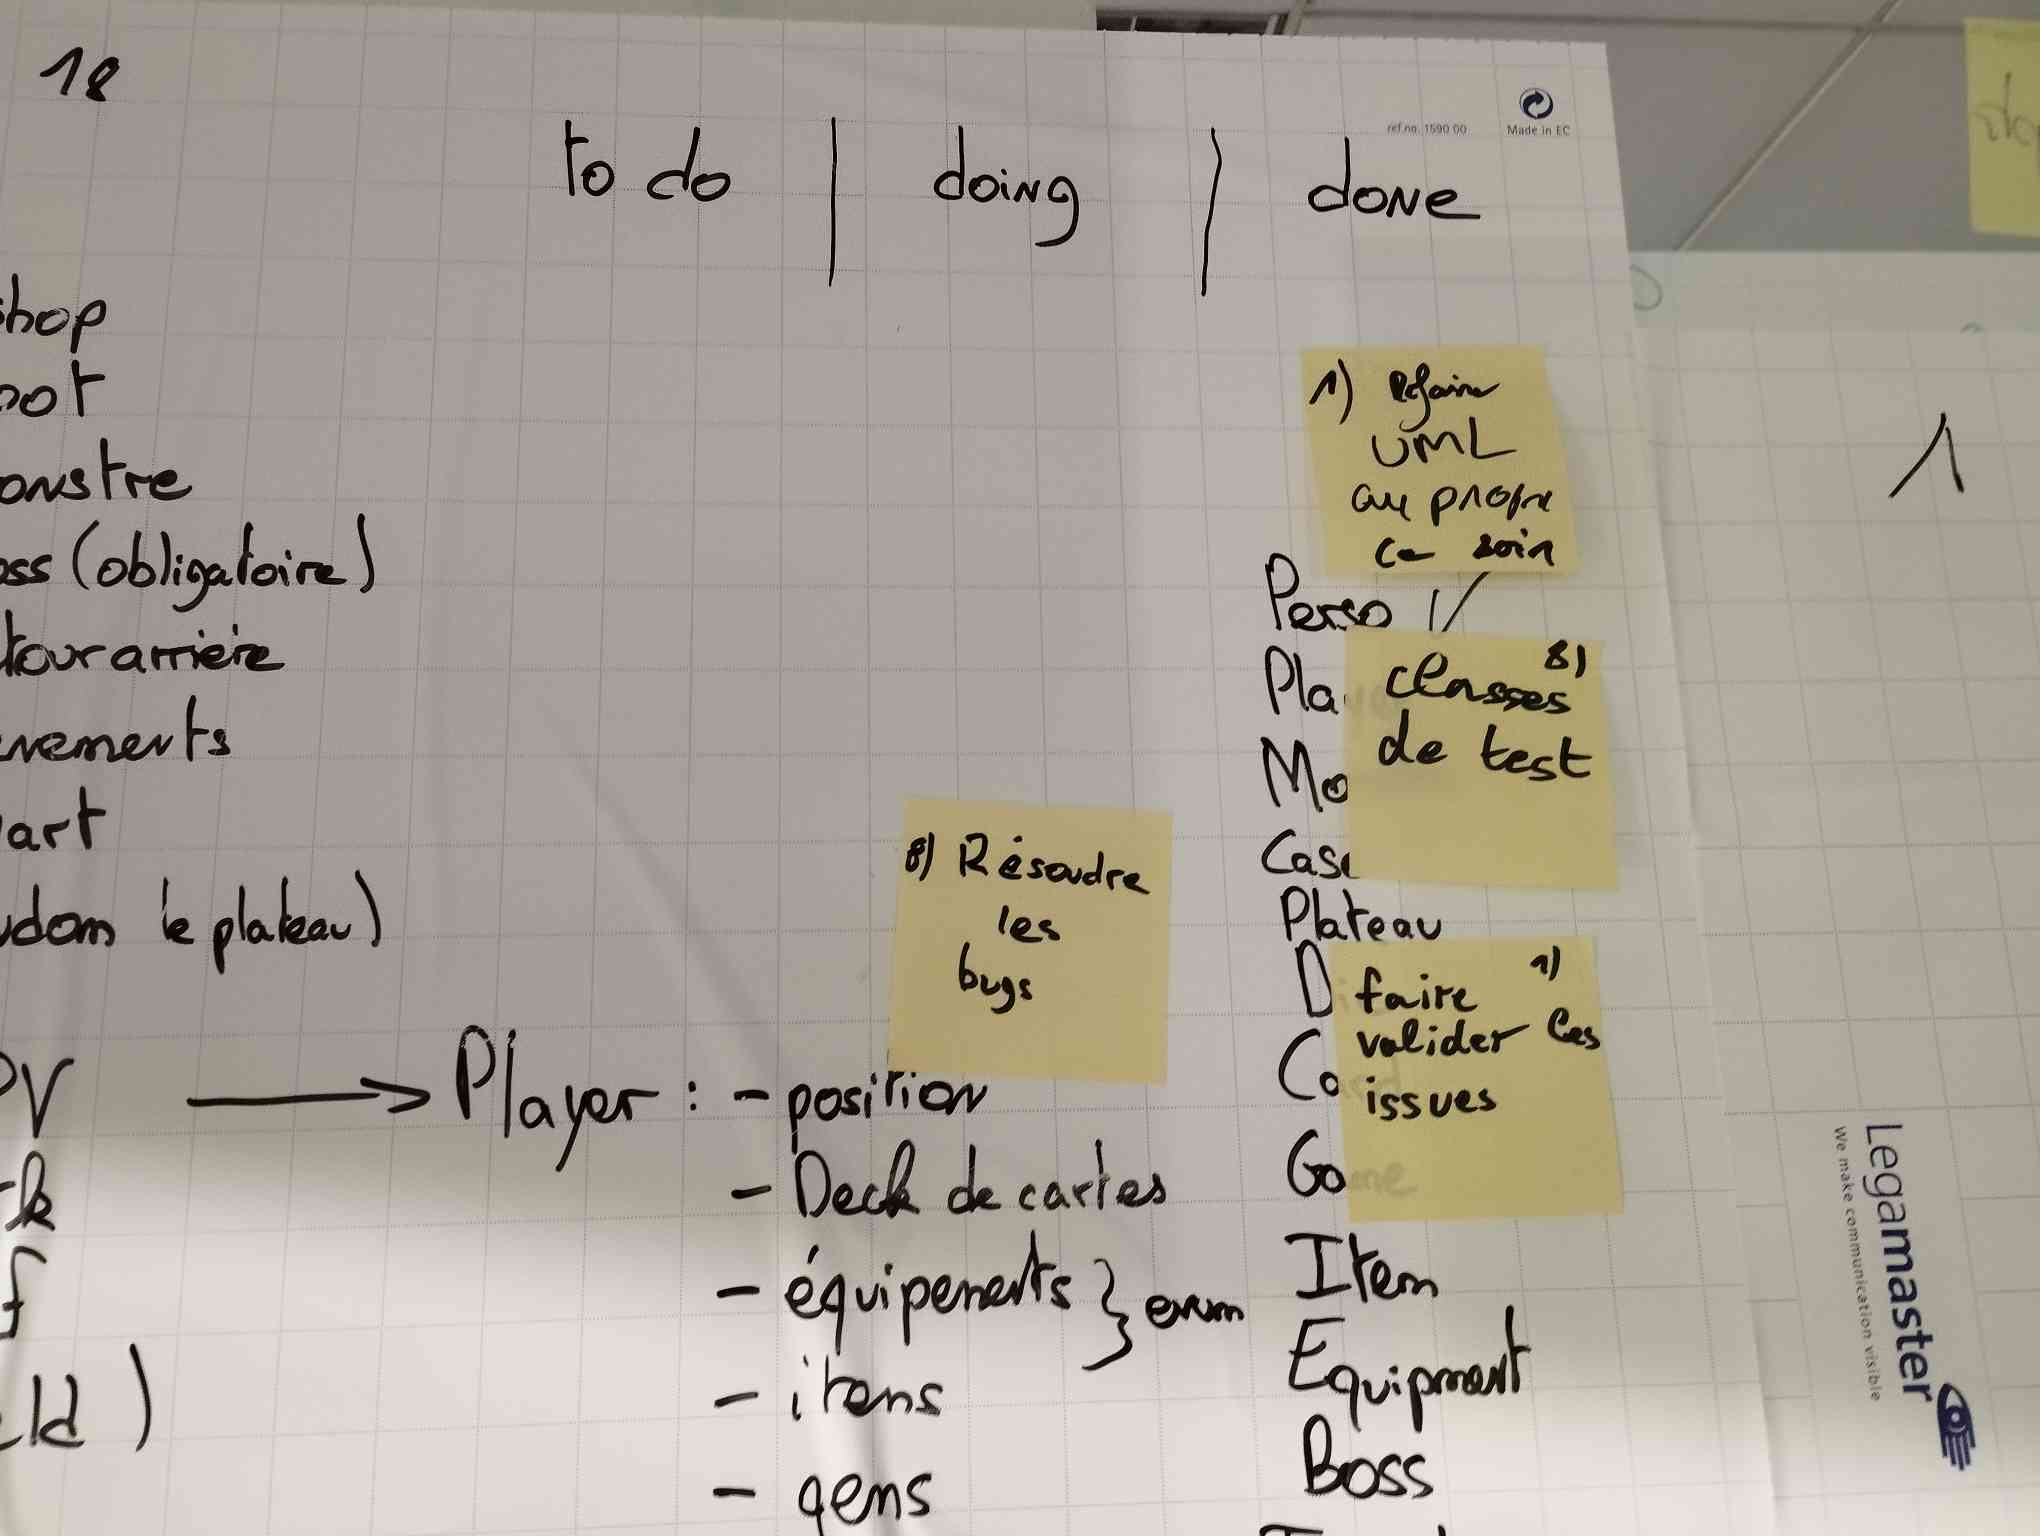 18
to do | doing | done
ref.no. 1590 00
Made in EC
hop
oot
onstre
oss (obligatoire)
tour arrière
vements
art
dom le plateau)
PV → Player : - position
- Deck de cartes
- équipements } enum
- items
- gems
ld )
8) Résoudre
les
bugs
1) Refaire
UML
au propre
ce soir
Perso
Pla
Mo
Case
Plateau
D
Co
Game
Item
Equipment
Boss
8)
classes
de test
1)
faire
valider les
issues
1
Legamaster
We make communication visible